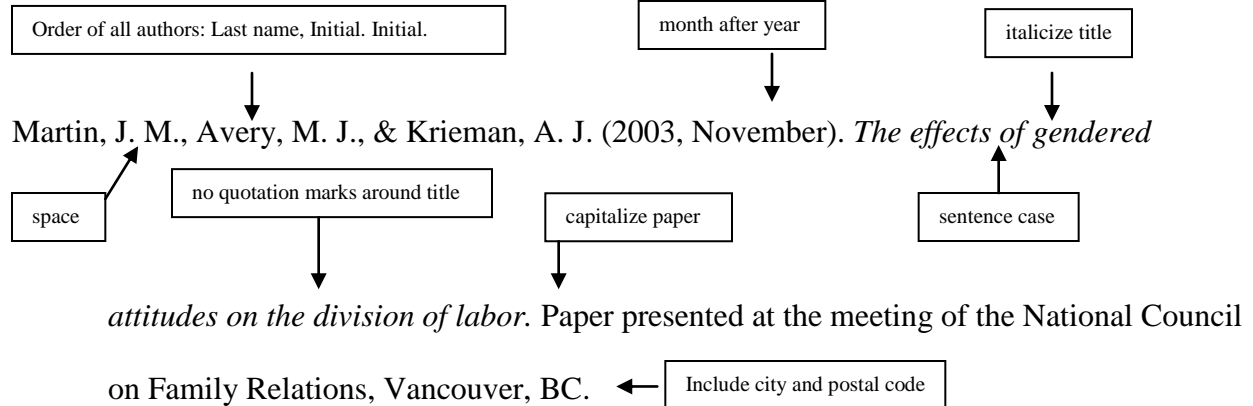 Order of all authors: Last name, Initial. Initial.
month after year
italicize title
Martin, J. M., Avery, M. J., & Krieman, A. J. (2003, November). The effects of gendered
space
no quotation marks around title
capitalize paper
sentence case
attitudes on the division of labor. Paper presented at the meeting of the National Council
on Family Relations, Vancouver, BC.
Include city and postal code